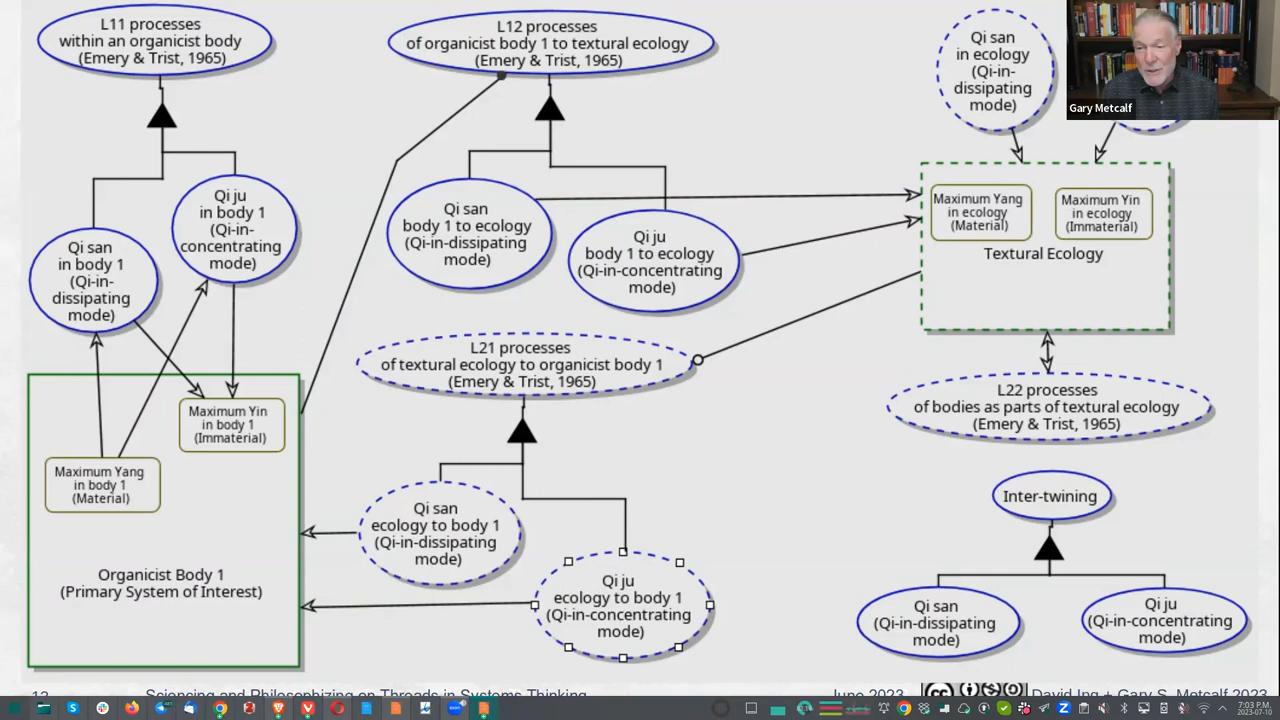 L11 processes
within an organicist body
(Emery & Trist, 1965)
L12 processes
of organicist body 1 to textural ecology
(Emery & Trist, 1965)
Qi san
in ecology
(Qi-in-
dissipating
mode)
Gary Metcalf
Qi ju
in body 1
(Qi-in-
concentrating
mode)
Qi san
in body 1
(Qi-in-
dissipating
mode)
Qi san
body 1 to ecology
(Qi-in-dissipating
mode)
Qi ju
body 1 to ecology
(Qi-in-concentrating
mode)
Maximum Yang
in ecology
(Material)
Maximum Yin
in ecology
(Immaterial)
Textural Ecology
L21 processes
of textural ecology to organicist body 1
(Emery & Trist, 1965)
L22 processes
of bodies as parts of textural ecology
(Emery & Trist, 1965)
Maximum Yin
in body 1
(Immaterial)
Maximum Yang
in body 1
(Material)
Organicist Body 1
(Primary System of Interest)
Qi san
ecology to body 1
(Qi-in-dissipating
mode)
Qi ju
ecology to body 1
(Qi-in-concentrating
mode)
Inter-twining
Qi san
(Qi-in-dissipating
mode)
Qi ju
(Qi-in-concentrating
mode)
Sciencing and Philosophizing on Threads in Systems Thinking
June 2023
David Ing + Gary S. Metcalf 2023
7:03 P.M.
2023-07-10